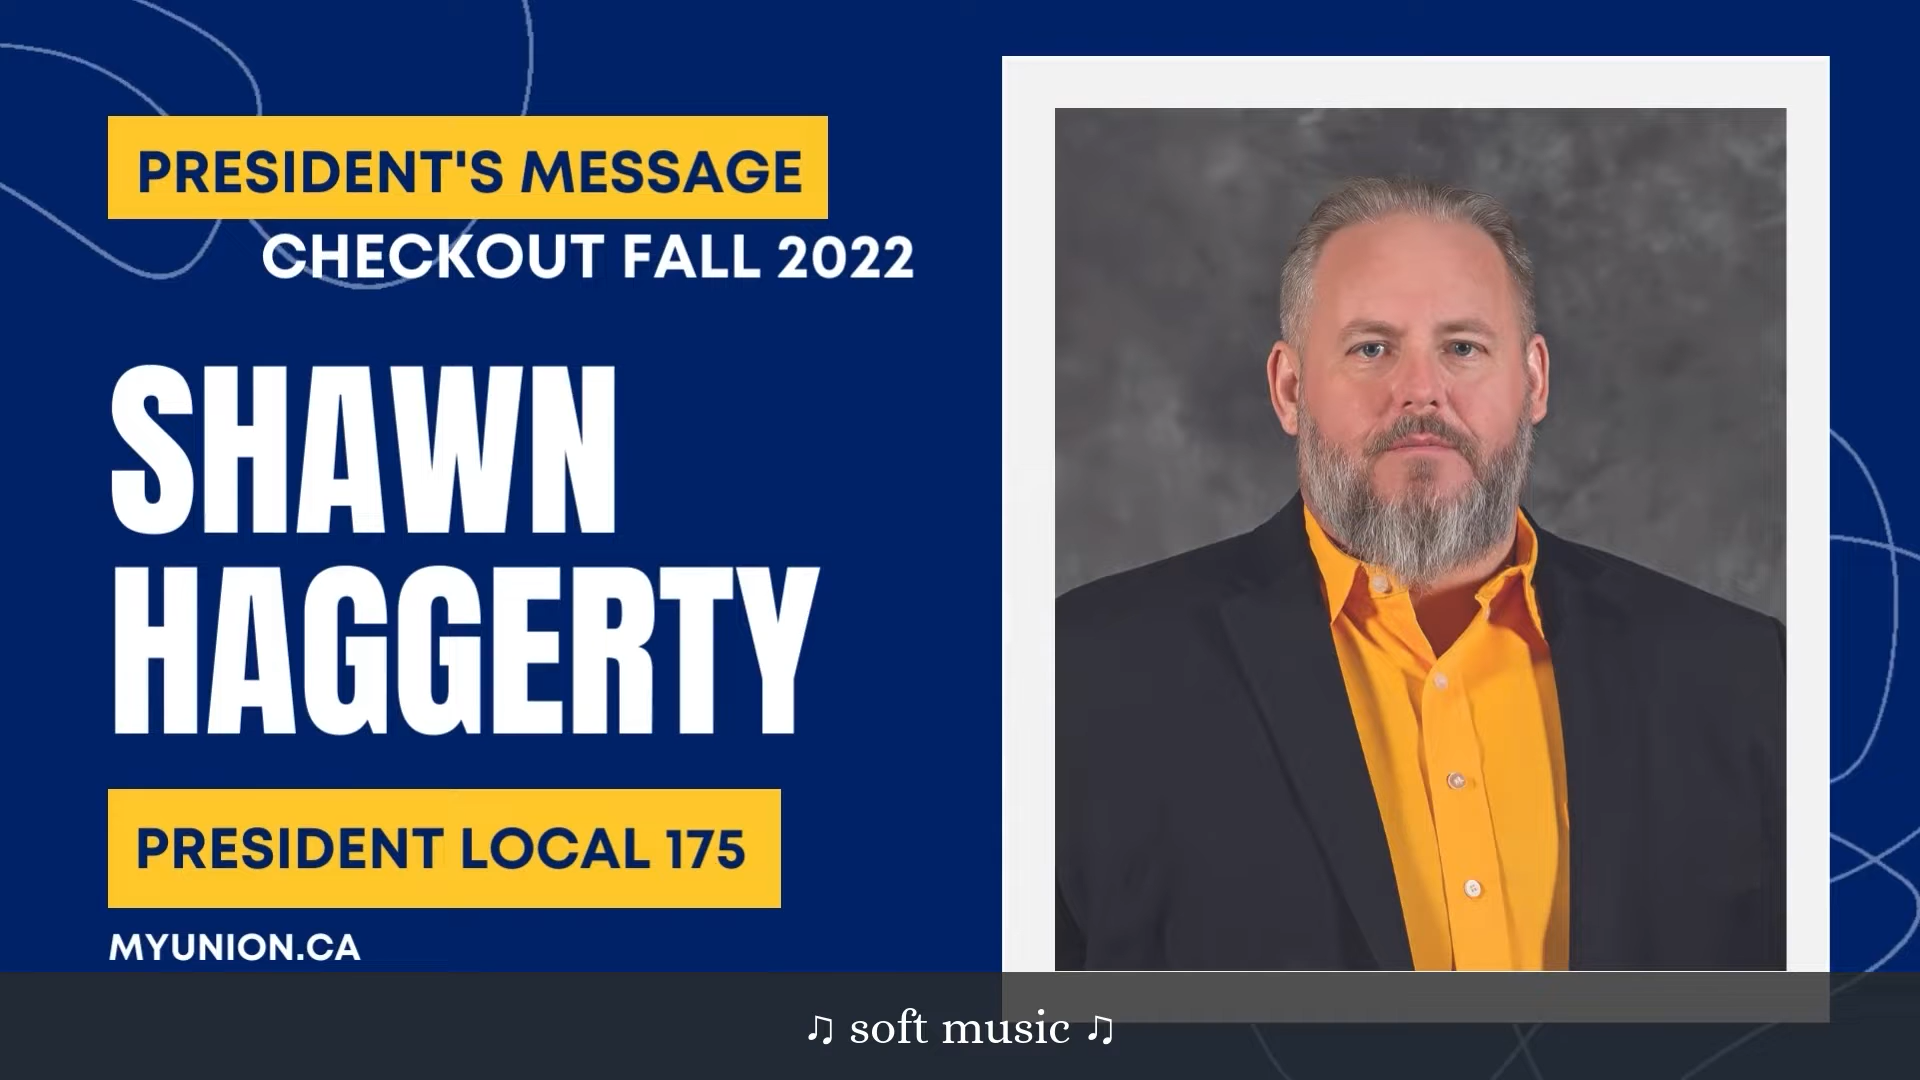 PRESIDENT'S MESSAGE
CHECKOUT FALL 2022
SHAWN
HAGGERTY
PRESIDENT LOCAL 175
MYUNION.CA
♫ soft music ♫